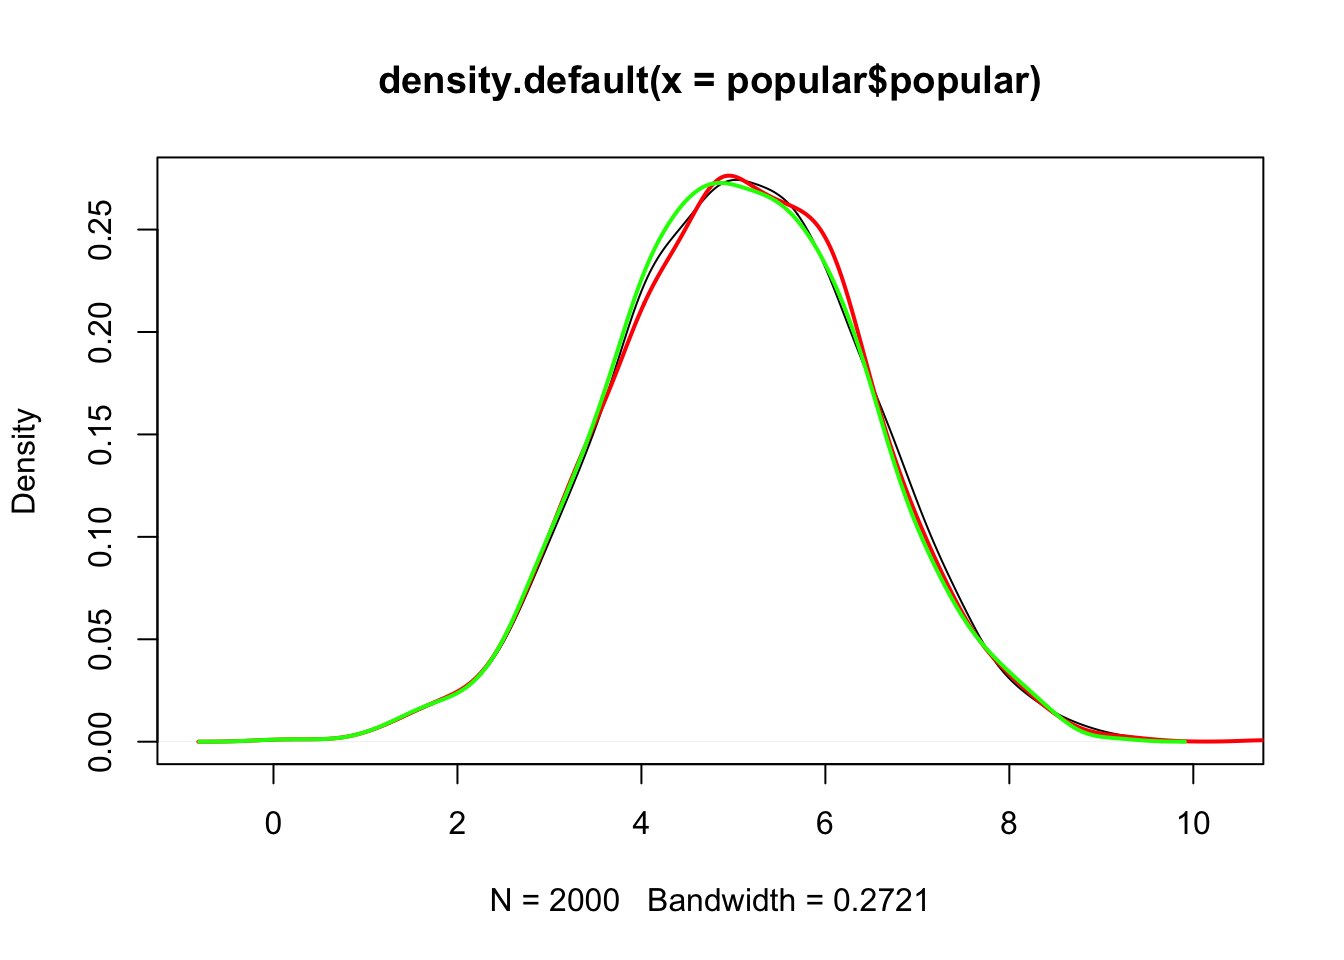 density.default(x = popular$popular)
Density
0.00 0.05 0.10 0.15 0.20 0.25
0 2 4 6 8 10
N = 2000 Bandwidth = 0.2721